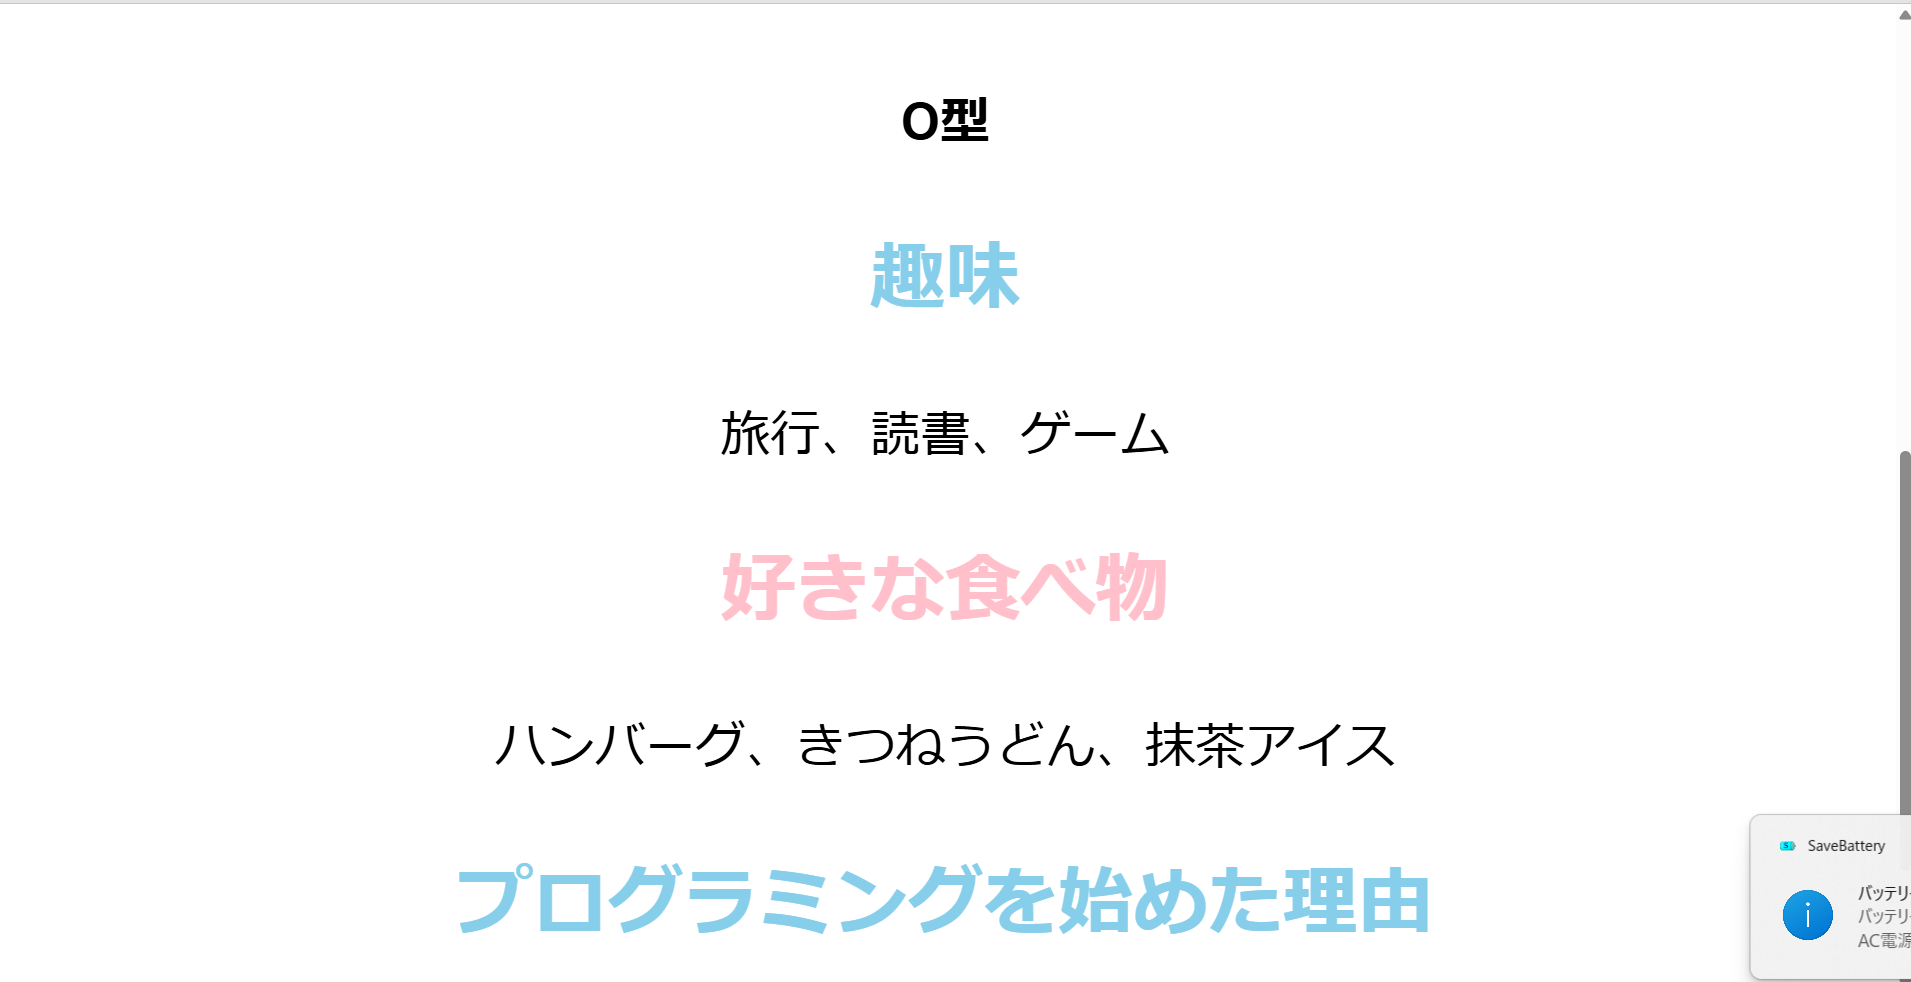 O型
趣味
旅行、読書、ゲーム
好きな食べ物
ハンバーグ、きつねうどん、抹茶アイス
プログラミングを始めた理由
SaveBattery
バッテリ
バッテリ
AC電源